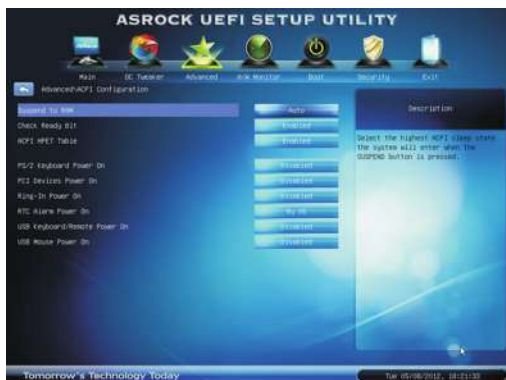 ASROCK UEFI SETUP UTILITY
Main OC Tweaker Advanced H/W Monitor Boot Security Exit
Advanced\ACPI Configuration
Suspend to RAM Auto
Check Ready Bit Enabled
ACPI HPET Table Enabled
PS/2 Keyboard Power On Disabled
PCI Devices Power On Disabled
Ring-In Power On Disabled
RTC Alarm Power On By OS
USB Keyboard/Remote Power On Disabled
USB Mouse Power On Disabled
Description
Select the highest ACPI sleep state
the system will enter when the
SUSPEND button is pressed.
Tomorrow's Technology Today
Tue 05/08/2012, 18:21:33